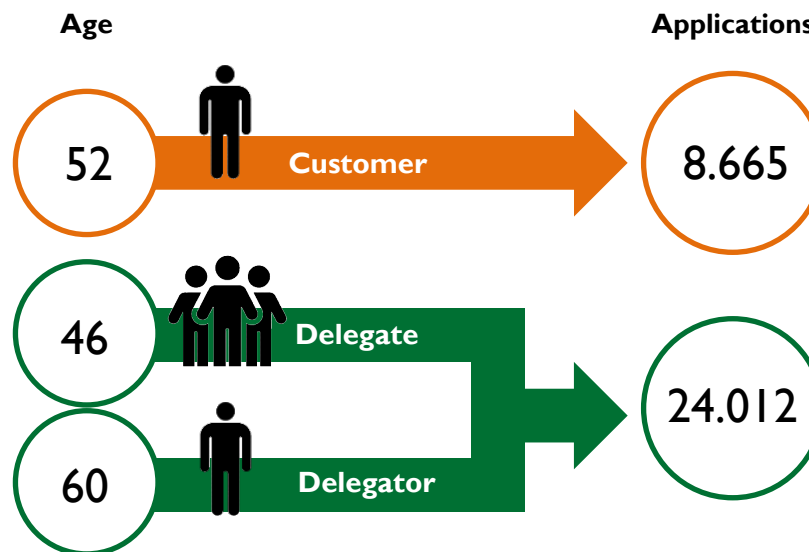 Age Applications
52 Customer 8.665
46 Delegate
24.012
60 Delegator